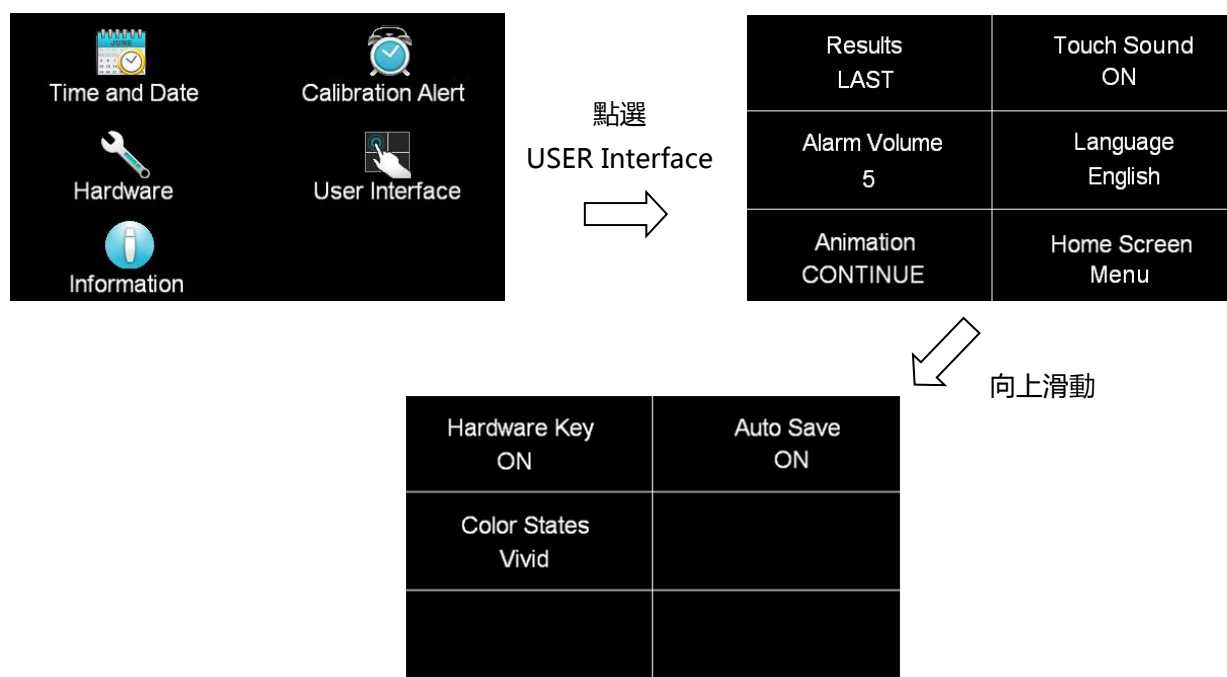 JUNE
Time and Date
Calibration Alert
Hardware
User Interface
Information
點選
USER Interface
Results
LAST
Touch Sound
ON
Alarm Volume
5
Language
English
Animation
CONTINUE
Home Screen
Menu
向上滑動
Hardware Key
ON
Auto Save
ON
Color States
Vivid